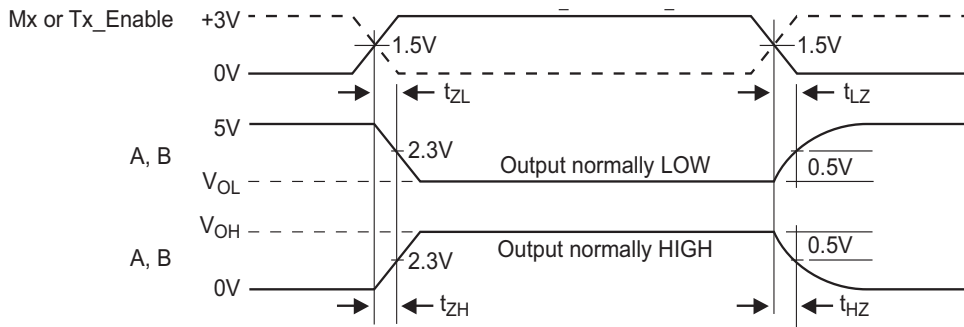 Mx or Tx_Enable
+3V
0V
1.5V
1.5V
tZL
tLZ
5V
A, B
VOL
2.3V
Output normally LOW
0.5V
VOH
A, B
0V
2.3V
Output normally HIGH
0.5V
tZH
tHZ